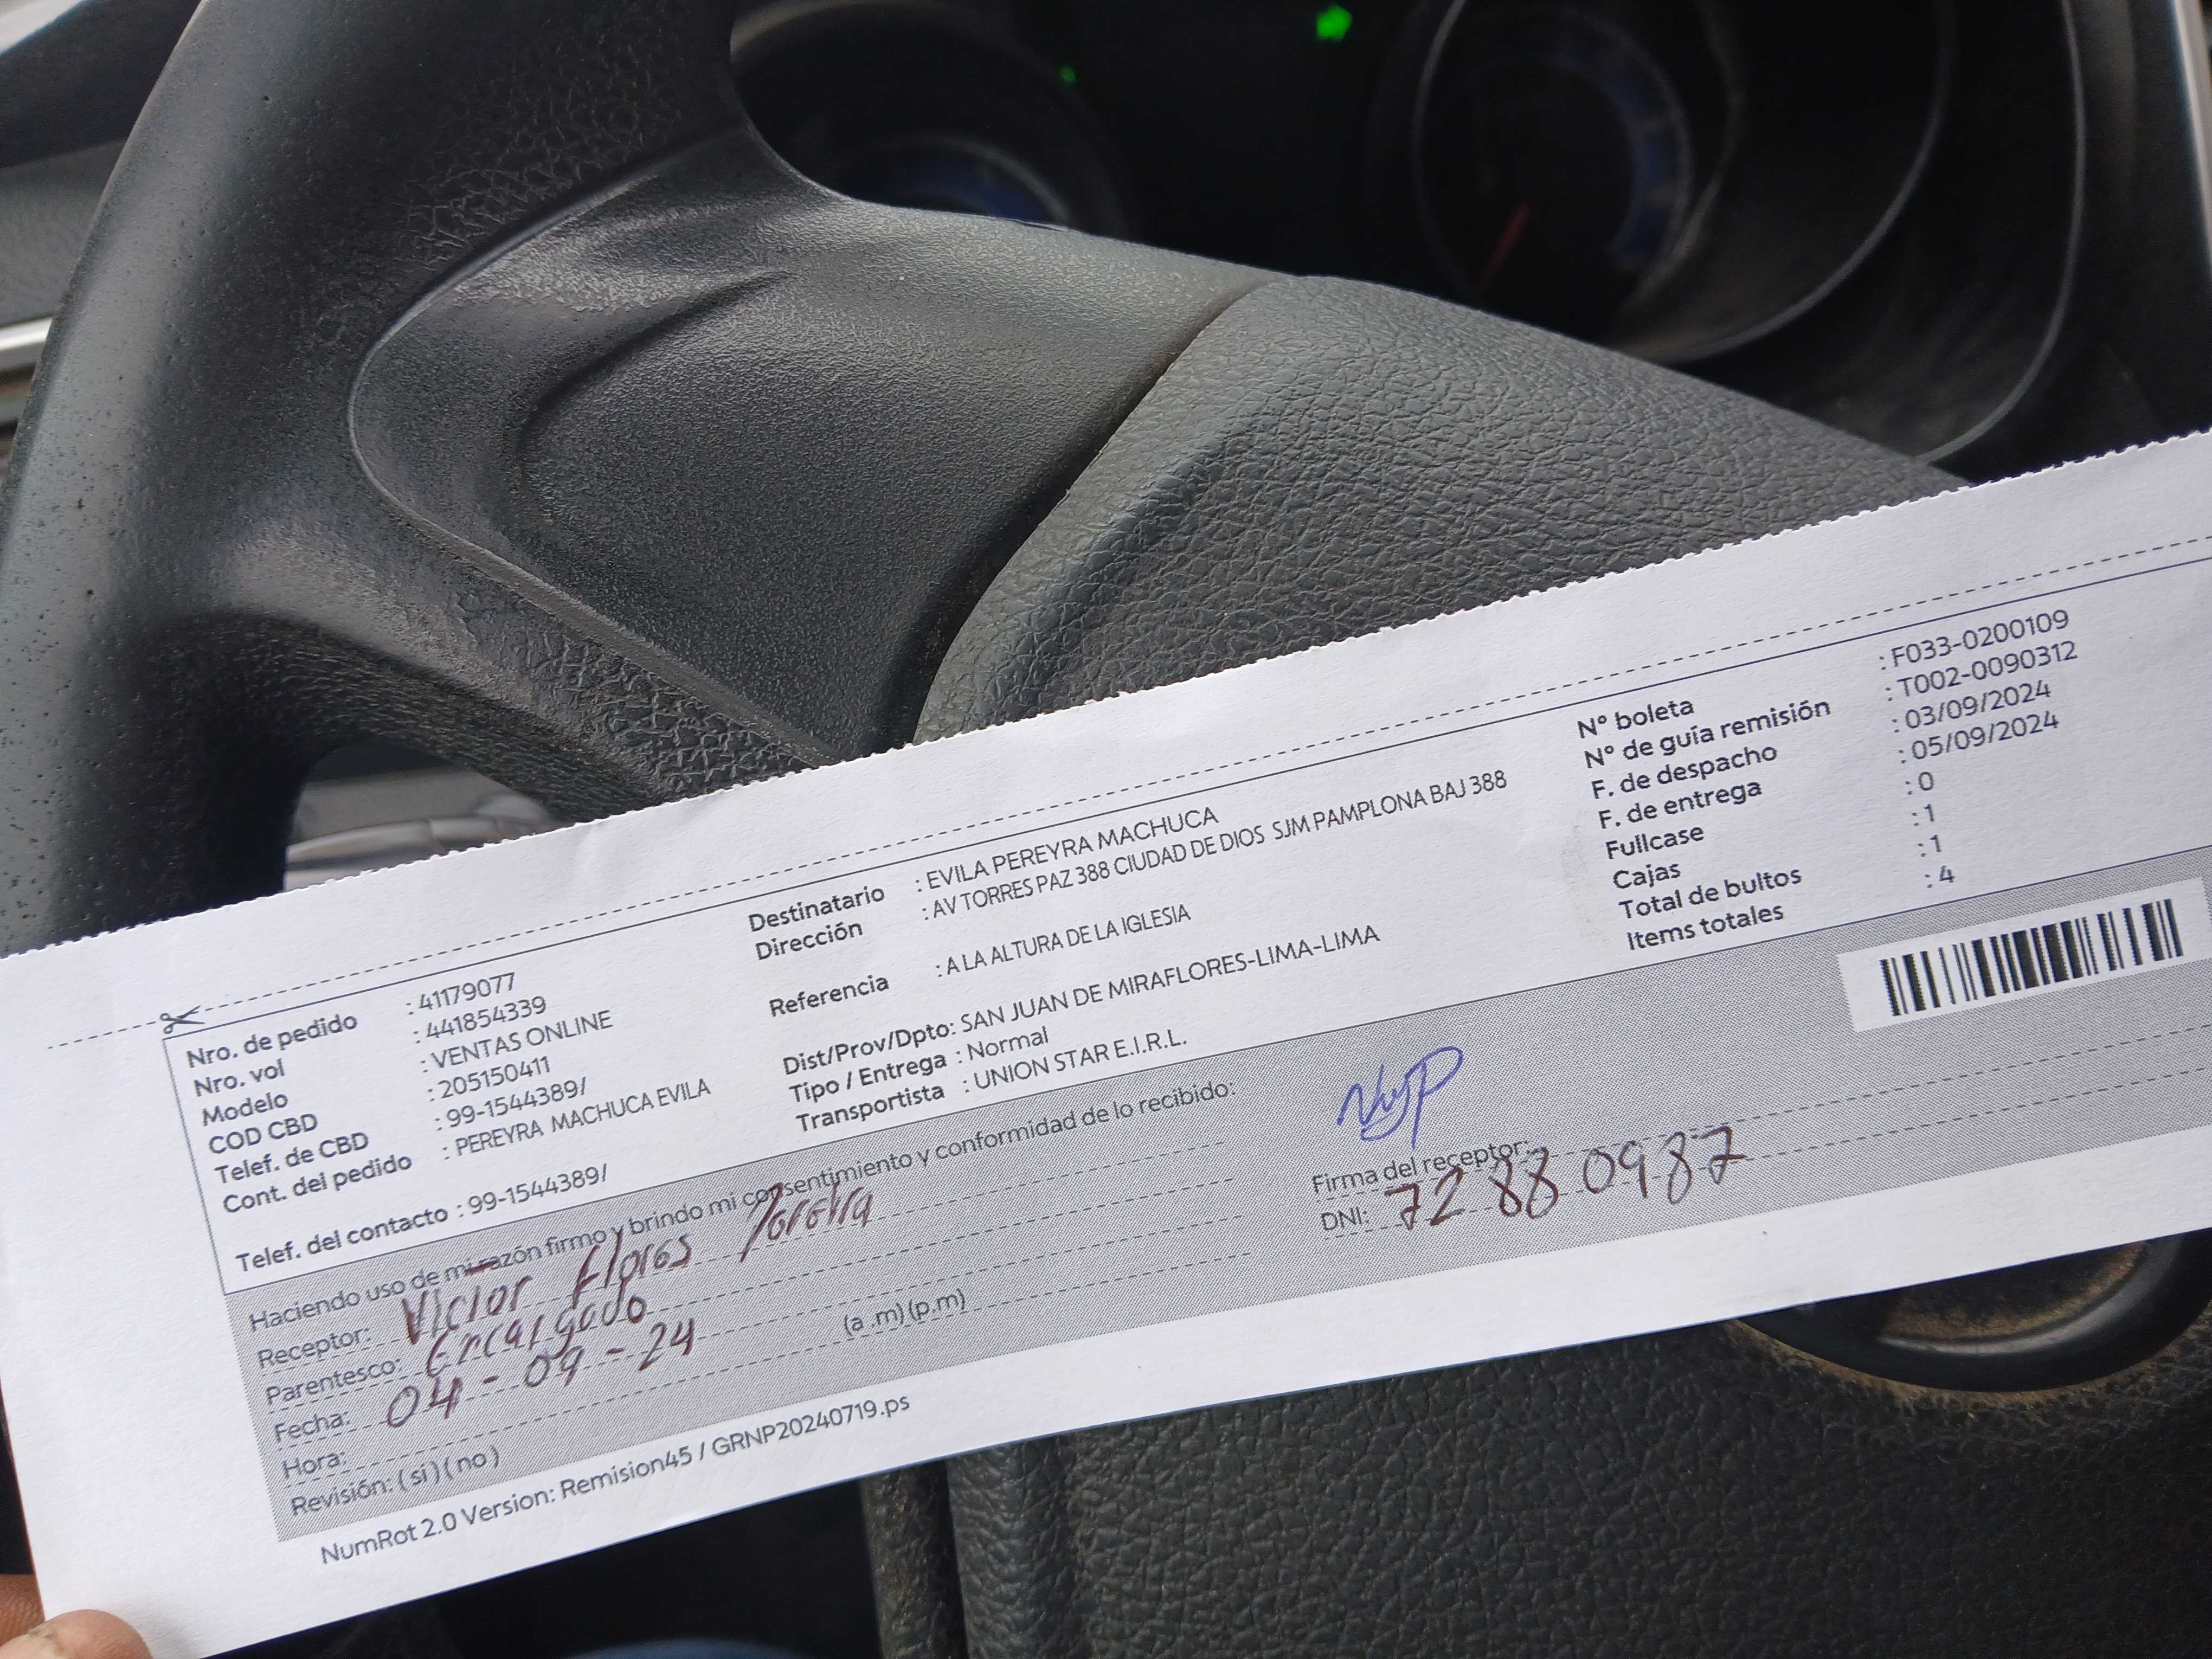 Nro. de pedido : 41179077
Nro. vol : 441854339
Modelo : VENTAS ONLINE
COD CBD : 205150411
Telef. de CBD : 99-1544389/
Cont. del pedido : PEREYRA MACHUCA EVILA
Telef. del contacto : 99-1544389/
Destinatario : EVILA PEREYRA MACHUCA
Dirección : AV TORRES PAZ 388 CIUDAD DE DIOS SJM PAMPLONA BAJ 388
Referencia : A LA ALTURA DE LA IGLESIA
Dist/Prov/Dpto: SAN JUAN DE MIRAFLORES-LIMA-LIMA
Tipo / Entrega : Normal
Transportista : UNION STAR E.I.R.L.
N° boleta : F033-0200109
N° de guía remisión : T002-0090312
F. de despacho : 03/09/2024
F. de entrega : 05/09/2024
Fullcase : 0
Cajas : 1
Total de bultos : 1
Items totales : 4
Haciendo uso de mi razón firmo y brindo mi consentimiento y conformidad de lo recibido:
Receptor: Victor Flores
Parentesco: Encargado
Fecha: 04-09-24
Hora: (a .m) (p.m)
Revisión: ( si ) ( no )
Firma del receptor:
DNI: 72880987
NumRot 2.0 Version: Remision45 / GRNP20240719.ps